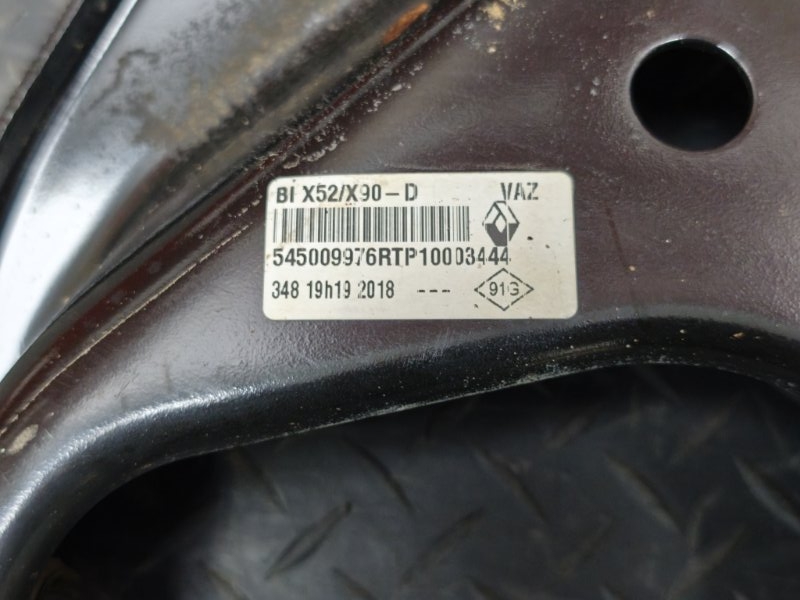 BI X52/X90-D VAZ
545009976RTP10003444
348 19h19 2018 --- 91G